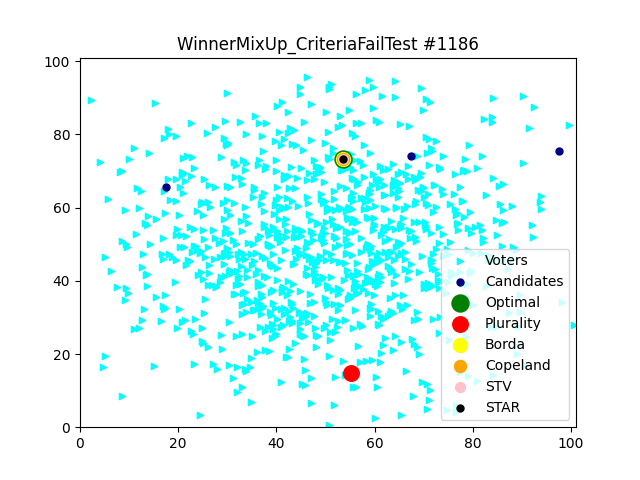 WinnerMixUp_CriteriaFailTest #1186
100
80
60
40
20
0
0 20 40 60 80 100
Voters
Candidates
Optimal
Plurality
Borda
Copeland
STV
STAR